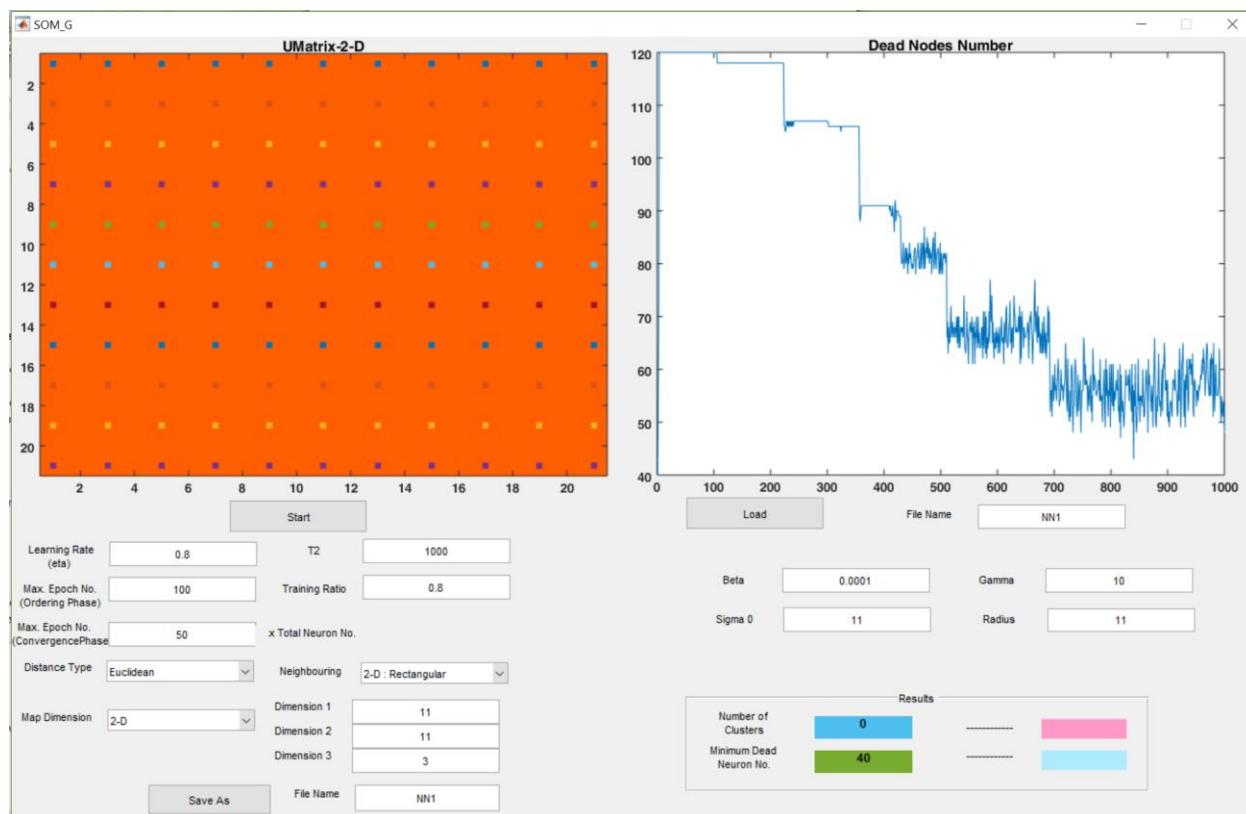 SOM_G
UMatrix-2-D
2
4
6
8
10
12
14
16
18
20
2 4 6 8 10 12 14 16 18 20
Dead Nodes Number
120
110
100
90
80
70
60
50
40
0 100 200 300 400 500 600 700 800 900 1000
Start
Load
File Name
NN1
Learning Rate
(eta)
0.8
T2
1000
Max. Epoch No.
(Ordering Phase)
100
Training Ratio
0.8
Max. Epoch No.
(ConvergencePhase
50
x Total Neuron No.
Distance Type
Euclidean
Neighbouring
2-D : Rectangular
Map Dimension
2-D
Dimension 1
11
Dimension 2
11
Dimension 3
3
Save As
File Name
NN1
Beta
0.0001
Gamma
10
Sigma 0
11
Radius
11
Results
Number of
Clusters
0
------------
Minimum Dead
Neuron No.
40
------------